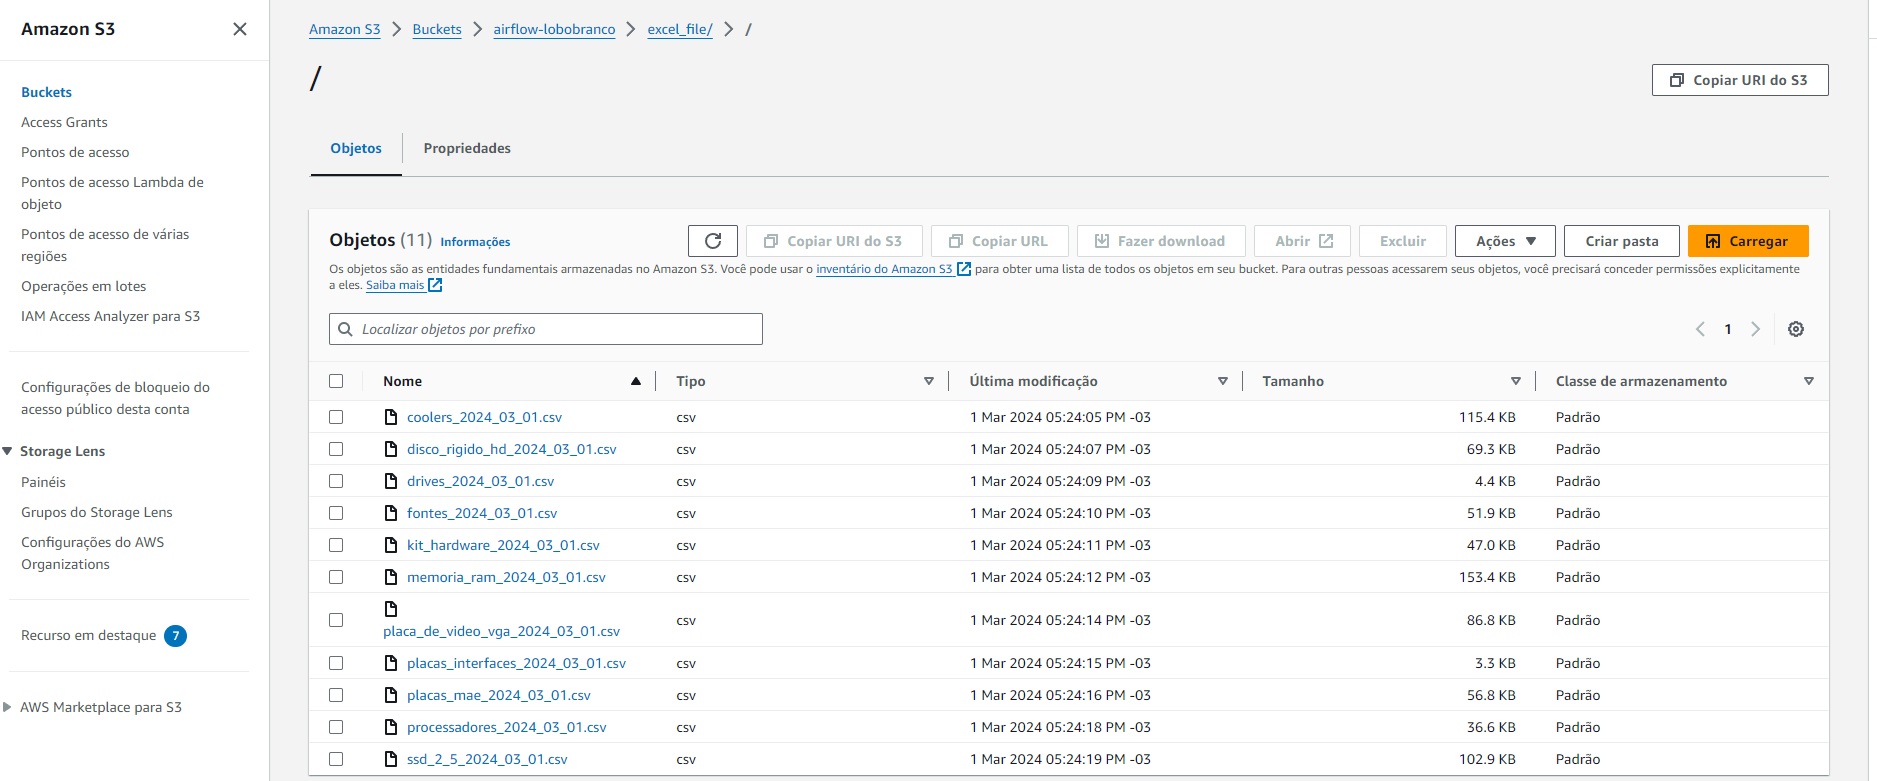 Amazon S3
Buckets
Access Grants
Pontos de acesso
Pontos de acesso Lambda de
objeto
Pontos de acesso de várias
regiões
Operações em lotes
IAM Access Analyzer para S3
Configurações de bloqueio do
acesso público desta conta
Storage Lens
Painéis
Grupos do Storage Lens
Configurações do AWS
Organizations
Recurso em destaque 7
AWS Marketplace para S3
Amazon S3 > Buckets > airflow-lobobranco > excel_file/ > /
/
Copiar URI do S3
Objetos Propriedades
Objetos (11) Informações
Copiar URI do S3 Copiar URL Fazer download Abrir Excluir Ações Criar pasta Carregar
Os objetos são as entidades fundamentais armazenadas no Amazon S3. Você pode usar o inventário do Amazon S3 para obter uma lista de todos os objetos em seu bucket. Para outras pessoas acessarem seus objetos, você precisará conceder permissões explicitamente
a eles. Saiba mais
Localizar objetos por prefixo
1
Nome Tipo Última modificação Tamanho Classe de armazenamento
coolers_2024_03_01.csv csv 1 Mar 2024 05:24:05 PM -03 115.4 KB Padrão
disco_rigido_hd_2024_03_01.csv csv 1 Mar 2024 05:24:07 PM -03 69.3 KB Padrão
drives_2024_03_01.csv csv 1 Mar 2024 05:24:09 PM -03 4.4 KB Padrão
fontes_2024_03_01.csv csv 1 Mar 2024 05:24:10 PM -03 51.9 KB Padrão
kit_hardware_2024_03_01.csv csv 1 Mar 2024 05:24:11 PM -03 47.0 KB Padrão
memoria_ram_2024_03_01.csv csv 1 Mar 2024 05:24:12 PM -03 153.4 KB Padrão
placa_de_video_vga_2024_03_01.csv csv 1 Mar 2024 05:24:14 PM -03 86.8 KB Padrão
placas_interfaces_2024_03_01.csv csv 1 Mar 2024 05:24:15 PM -03 3.3 KB Padrão
placas_mae_2024_03_01.csv csv 1 Mar 2024 05:24:16 PM -03 56.8 KB Padrão
processadores_2024_03_01.csv csv 1 Mar 2024 05:24:18 PM -03 36.6 KB Padrão
ssd_2_5_2024_03_01.csv csv 1 Mar 2024 05:24:19 PM -03 102.9 KB Padrão